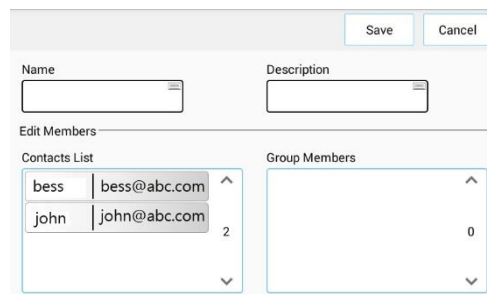 Save Cancel
Name Description
Edit Members
Contacts List Group Members
bess bess@abc.com
john john@abc.com
2 0